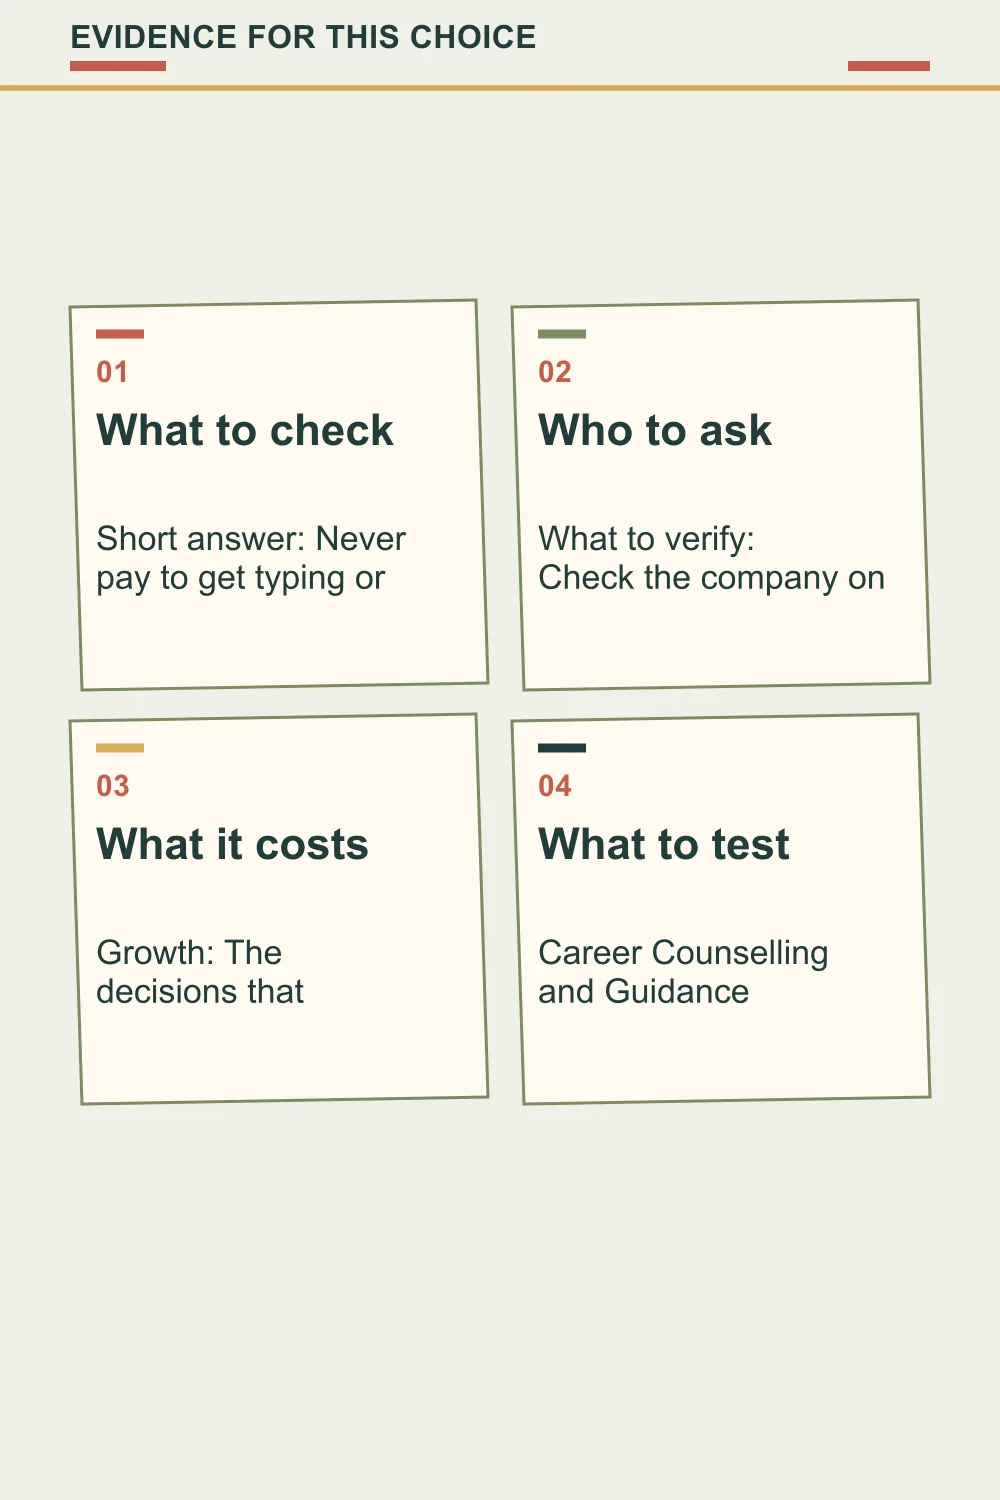 EVIDENCE FOR THIS CHOICE
01
What to check
Short answer: Never
pay to get typing or
02
Who to ask
What to verify:
Check the company on
03
What it costs
Growth: The
decisions that
04
What to test
Career Counselling
and Guidance